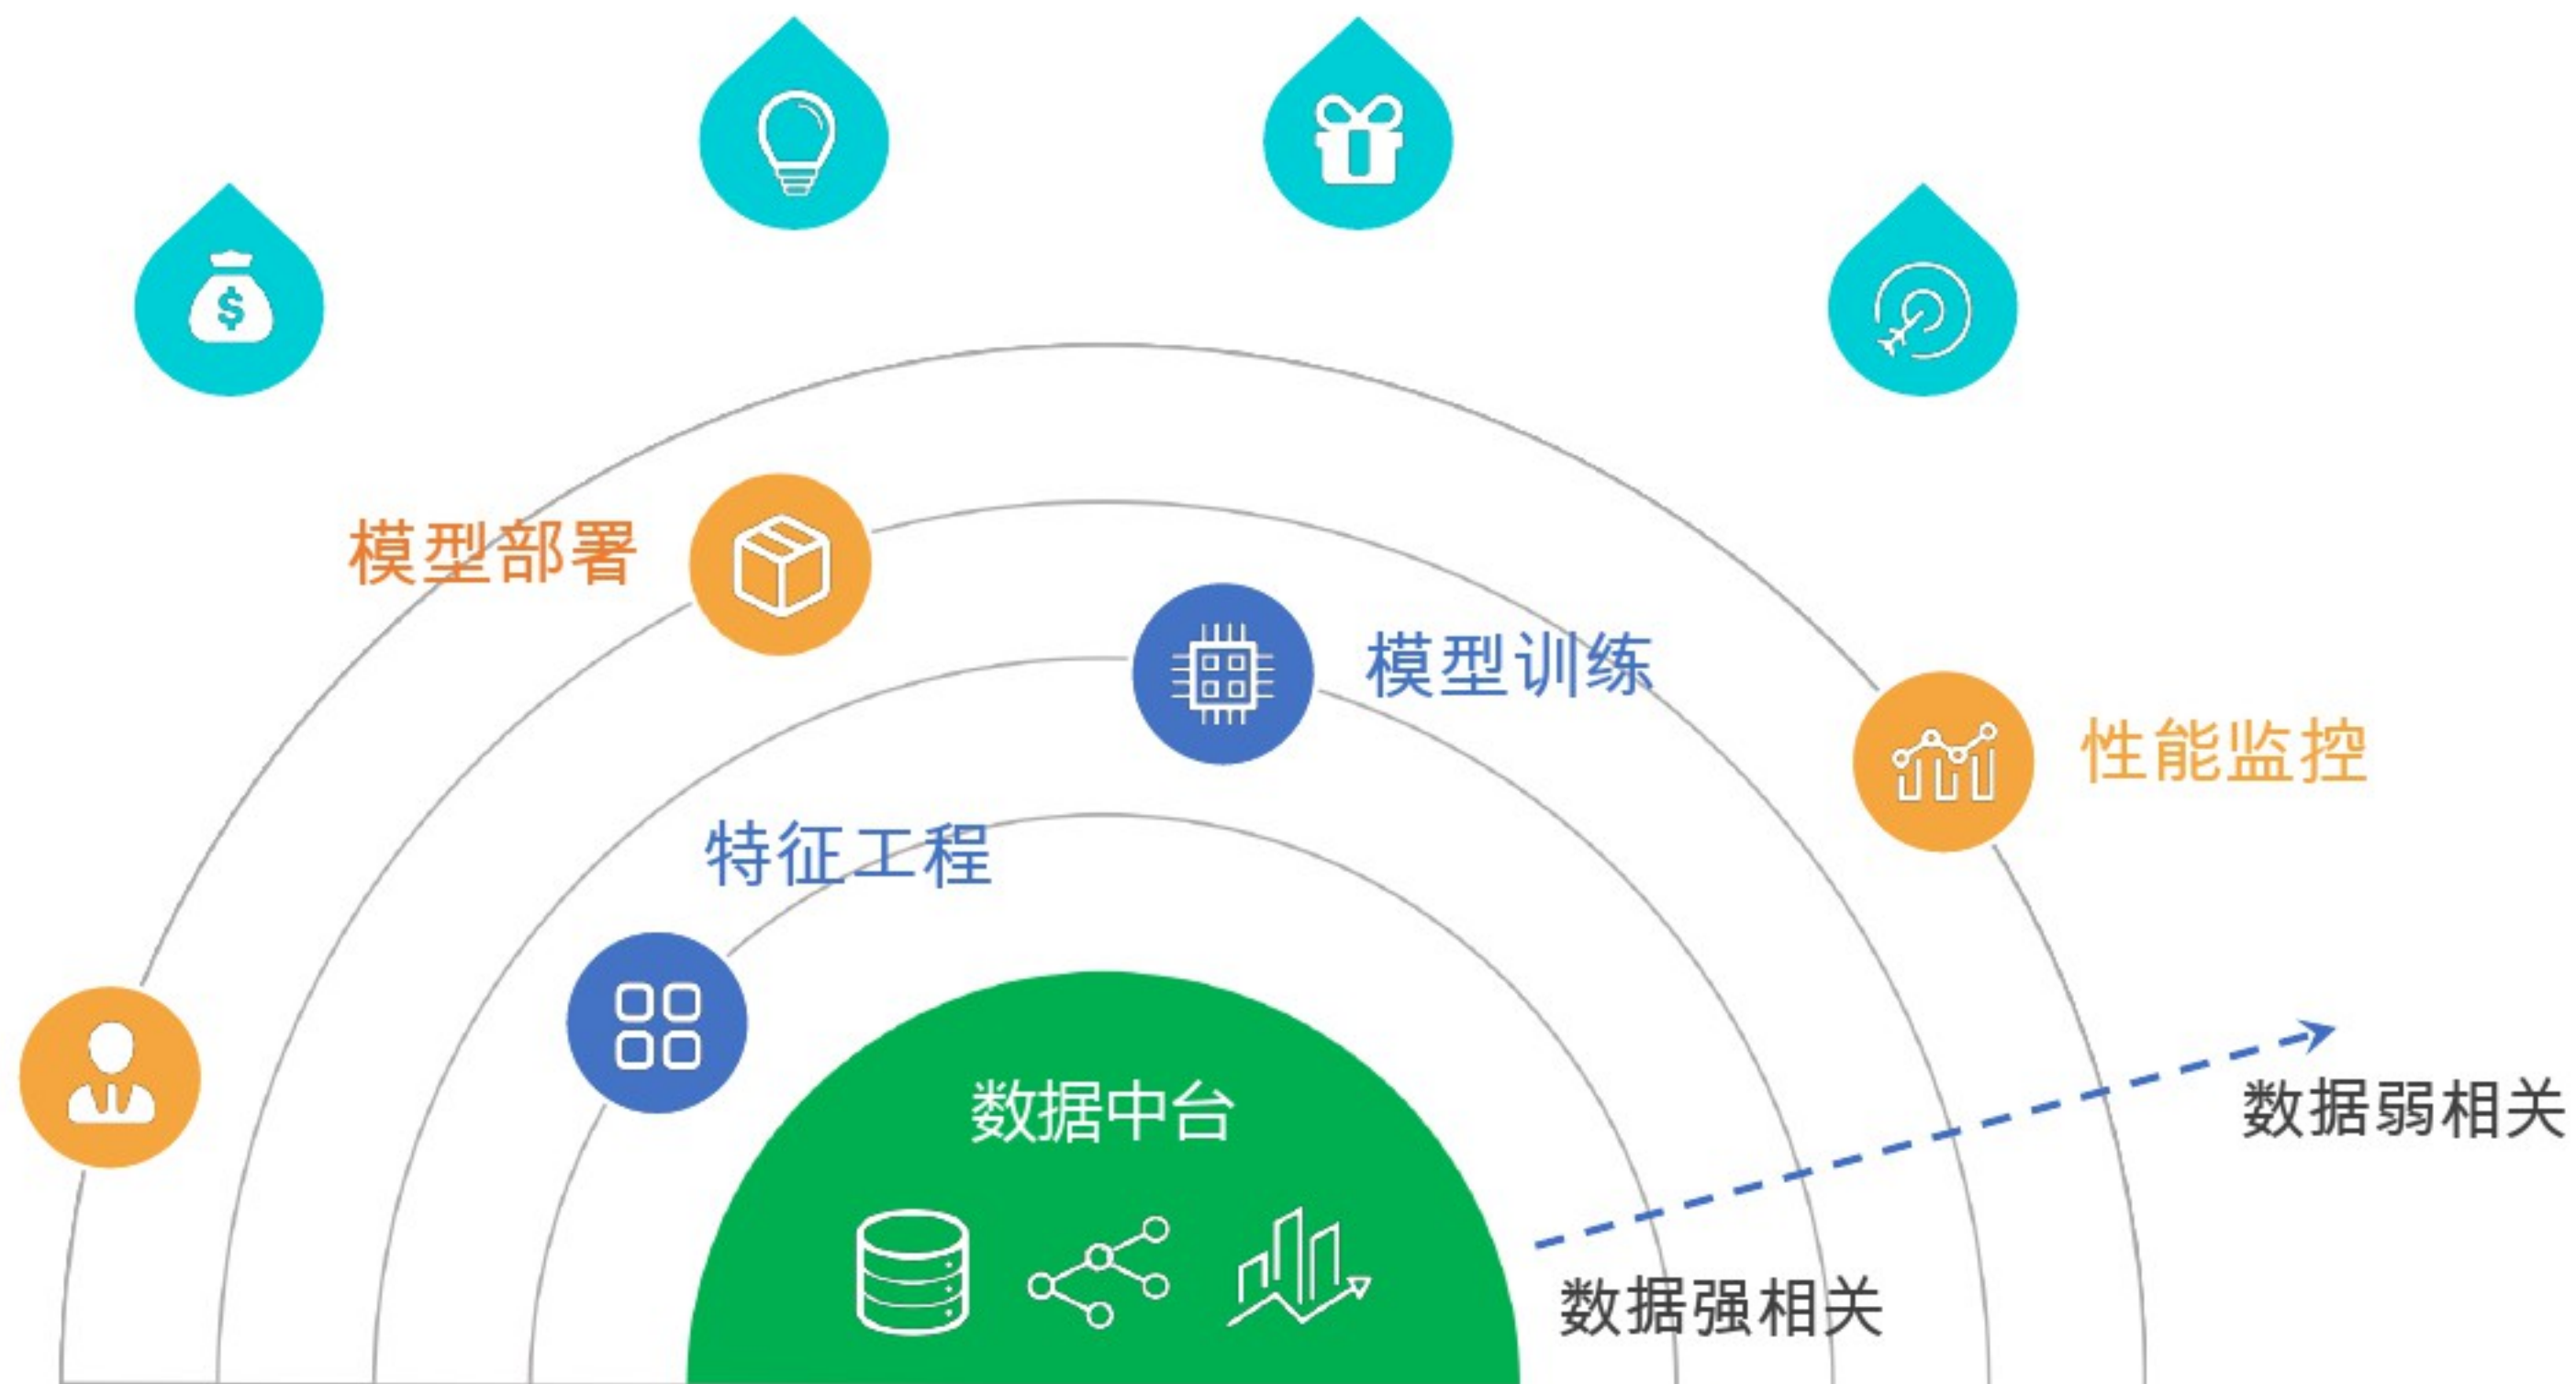 模型部署
模型训练
性能监控
特征工程
数据中台
数据弱相关
数据强相关